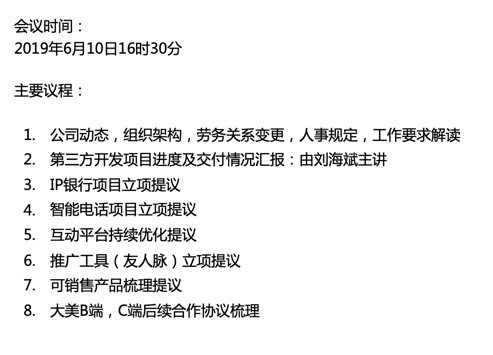 会议时间：
2019年6月10日16时30分
主要议程：
1. 公司动态，组织架构，劳务关系变更，人事规定，工作要求解读
2. 第三方开发项目进度及交付情况汇报：由刘海斌主讲
3. IP银行项目立项提议
4. 智能电话项目立项提议
5. 互动平台持续优化提议
6. 推广工具（友人脉）立项提议
7. 可销售产品梳理提议
8. 大美B端，C端后续合作协议梳理